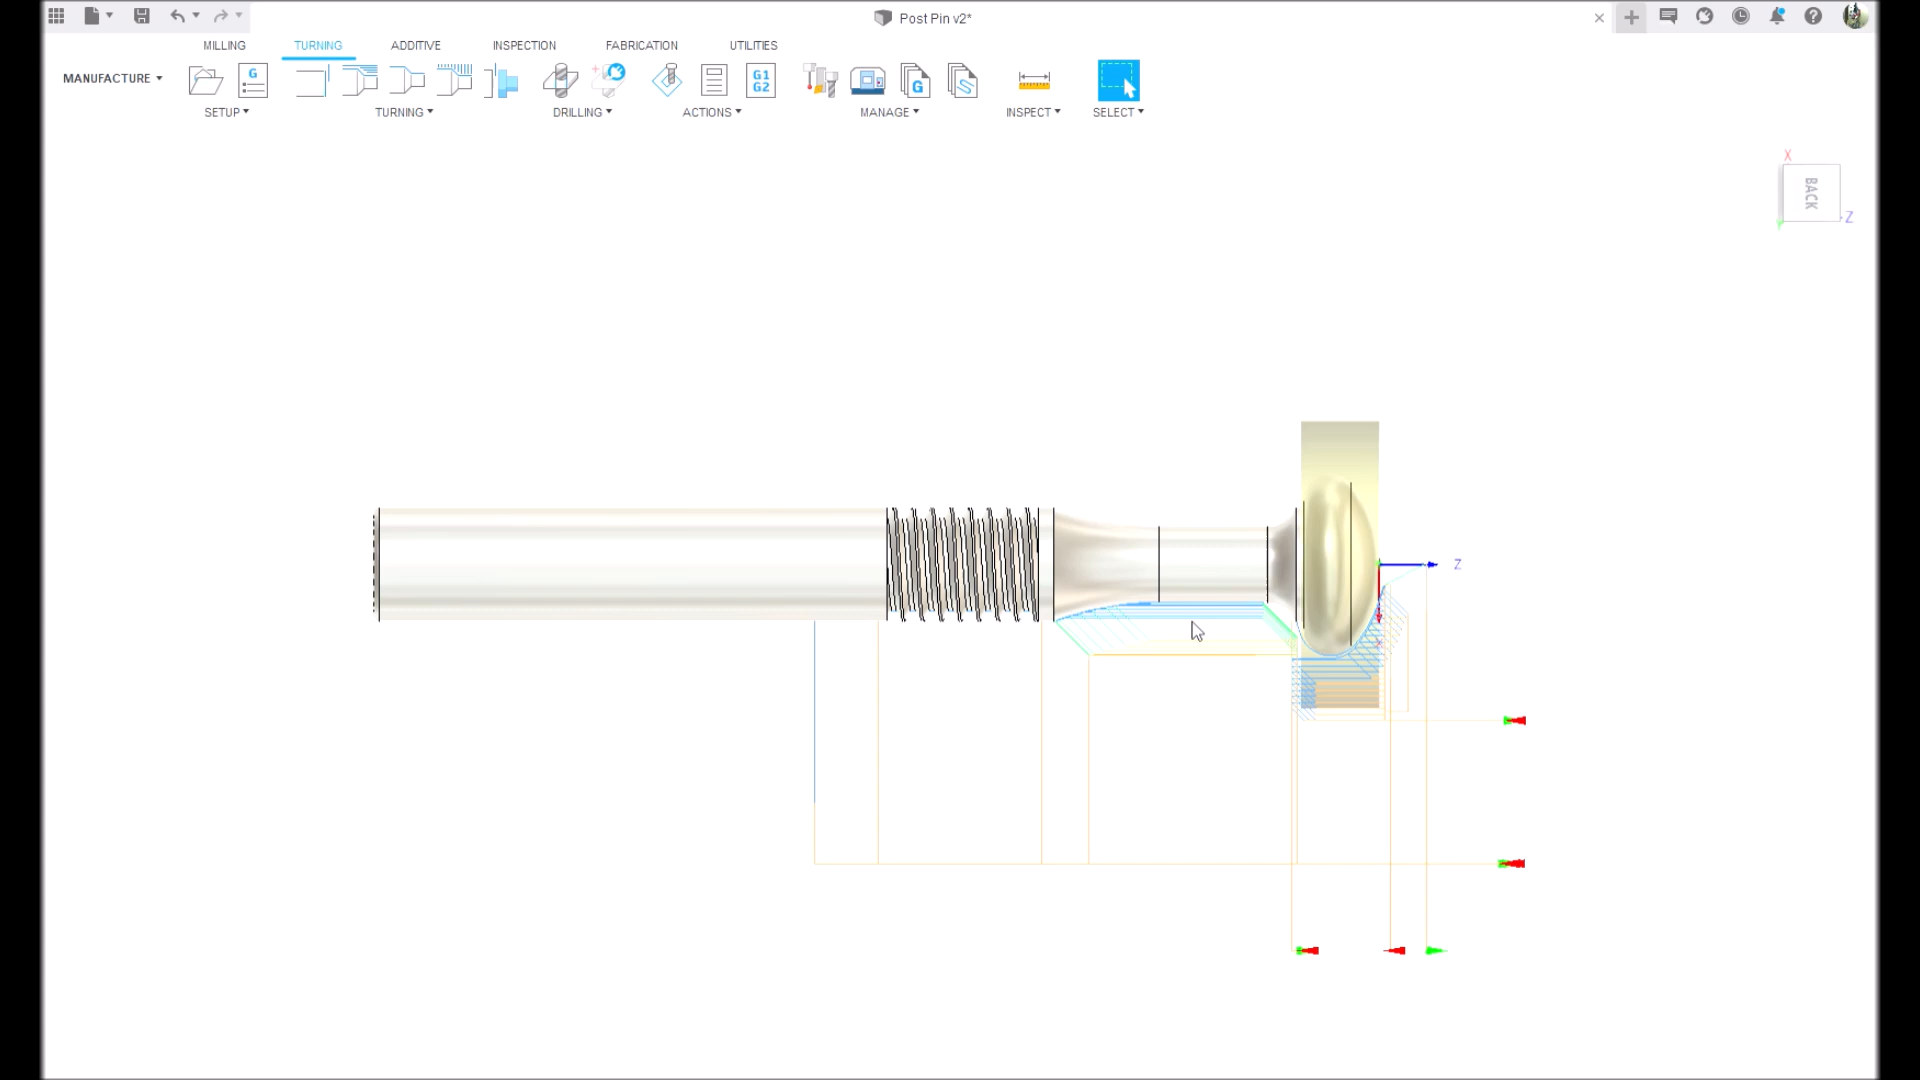 Post Pin v2*
MILLING TURNING ADDITIVE INSPECTION FABRICATION UTILITIES
MANUFACTURE
G G1 G2 G
SETUP TURNING DRILLING ACTIONS MANAGE INSPECT SELECT
X
BACK
Z
Z